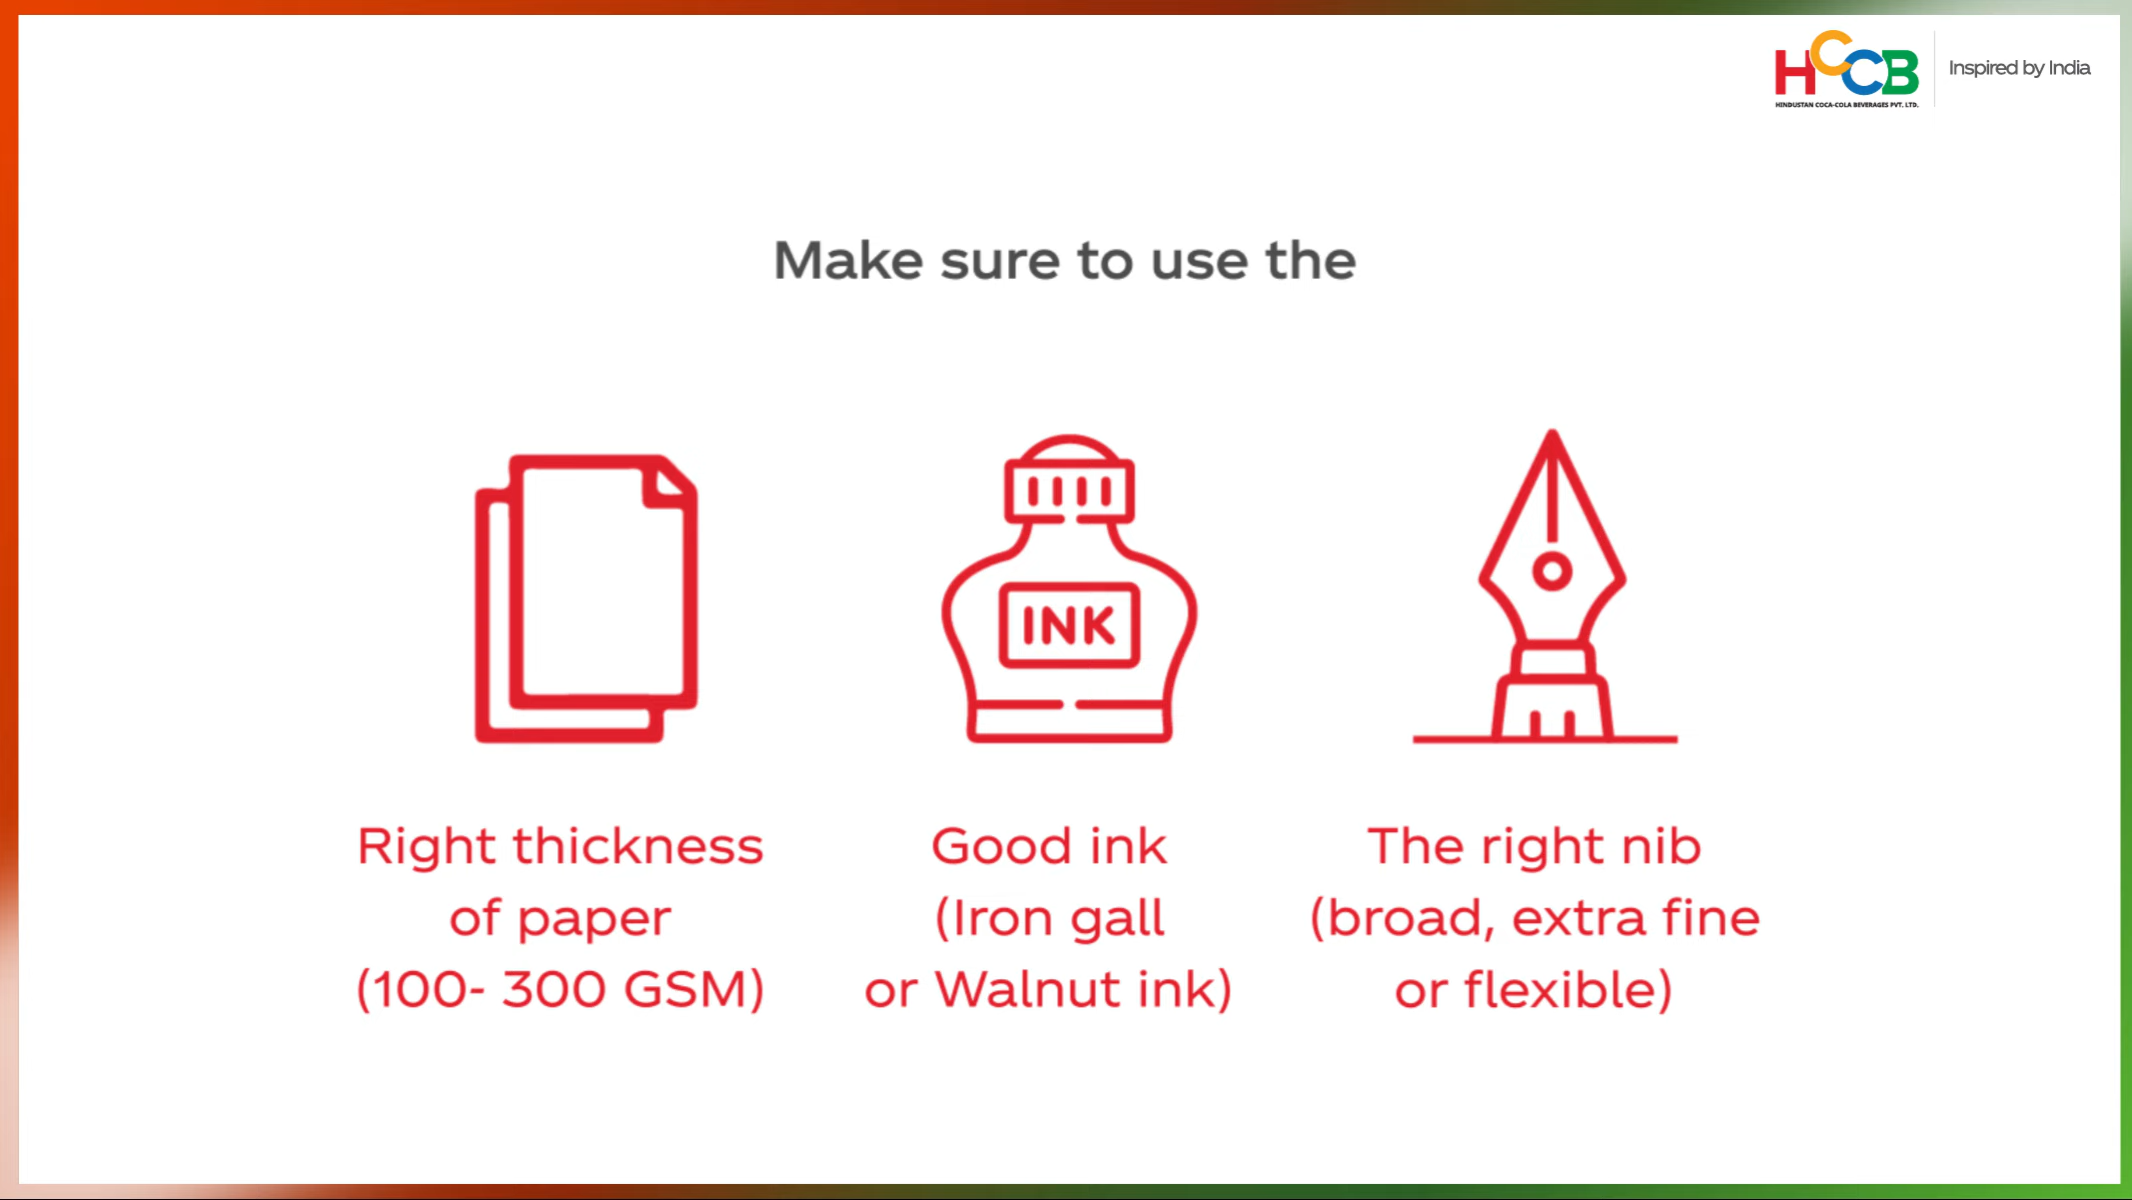 HCCB
HINDUSTAN COCA-COLA BEVERAGES PVT. LTD.
Inspired by India
Make sure to use the
INK
Right thickness
of paper
(100- 300 GSM)
Good ink
(Iron gall
or Walnut ink)
The right nib
(broad, extra fine
or flexible)